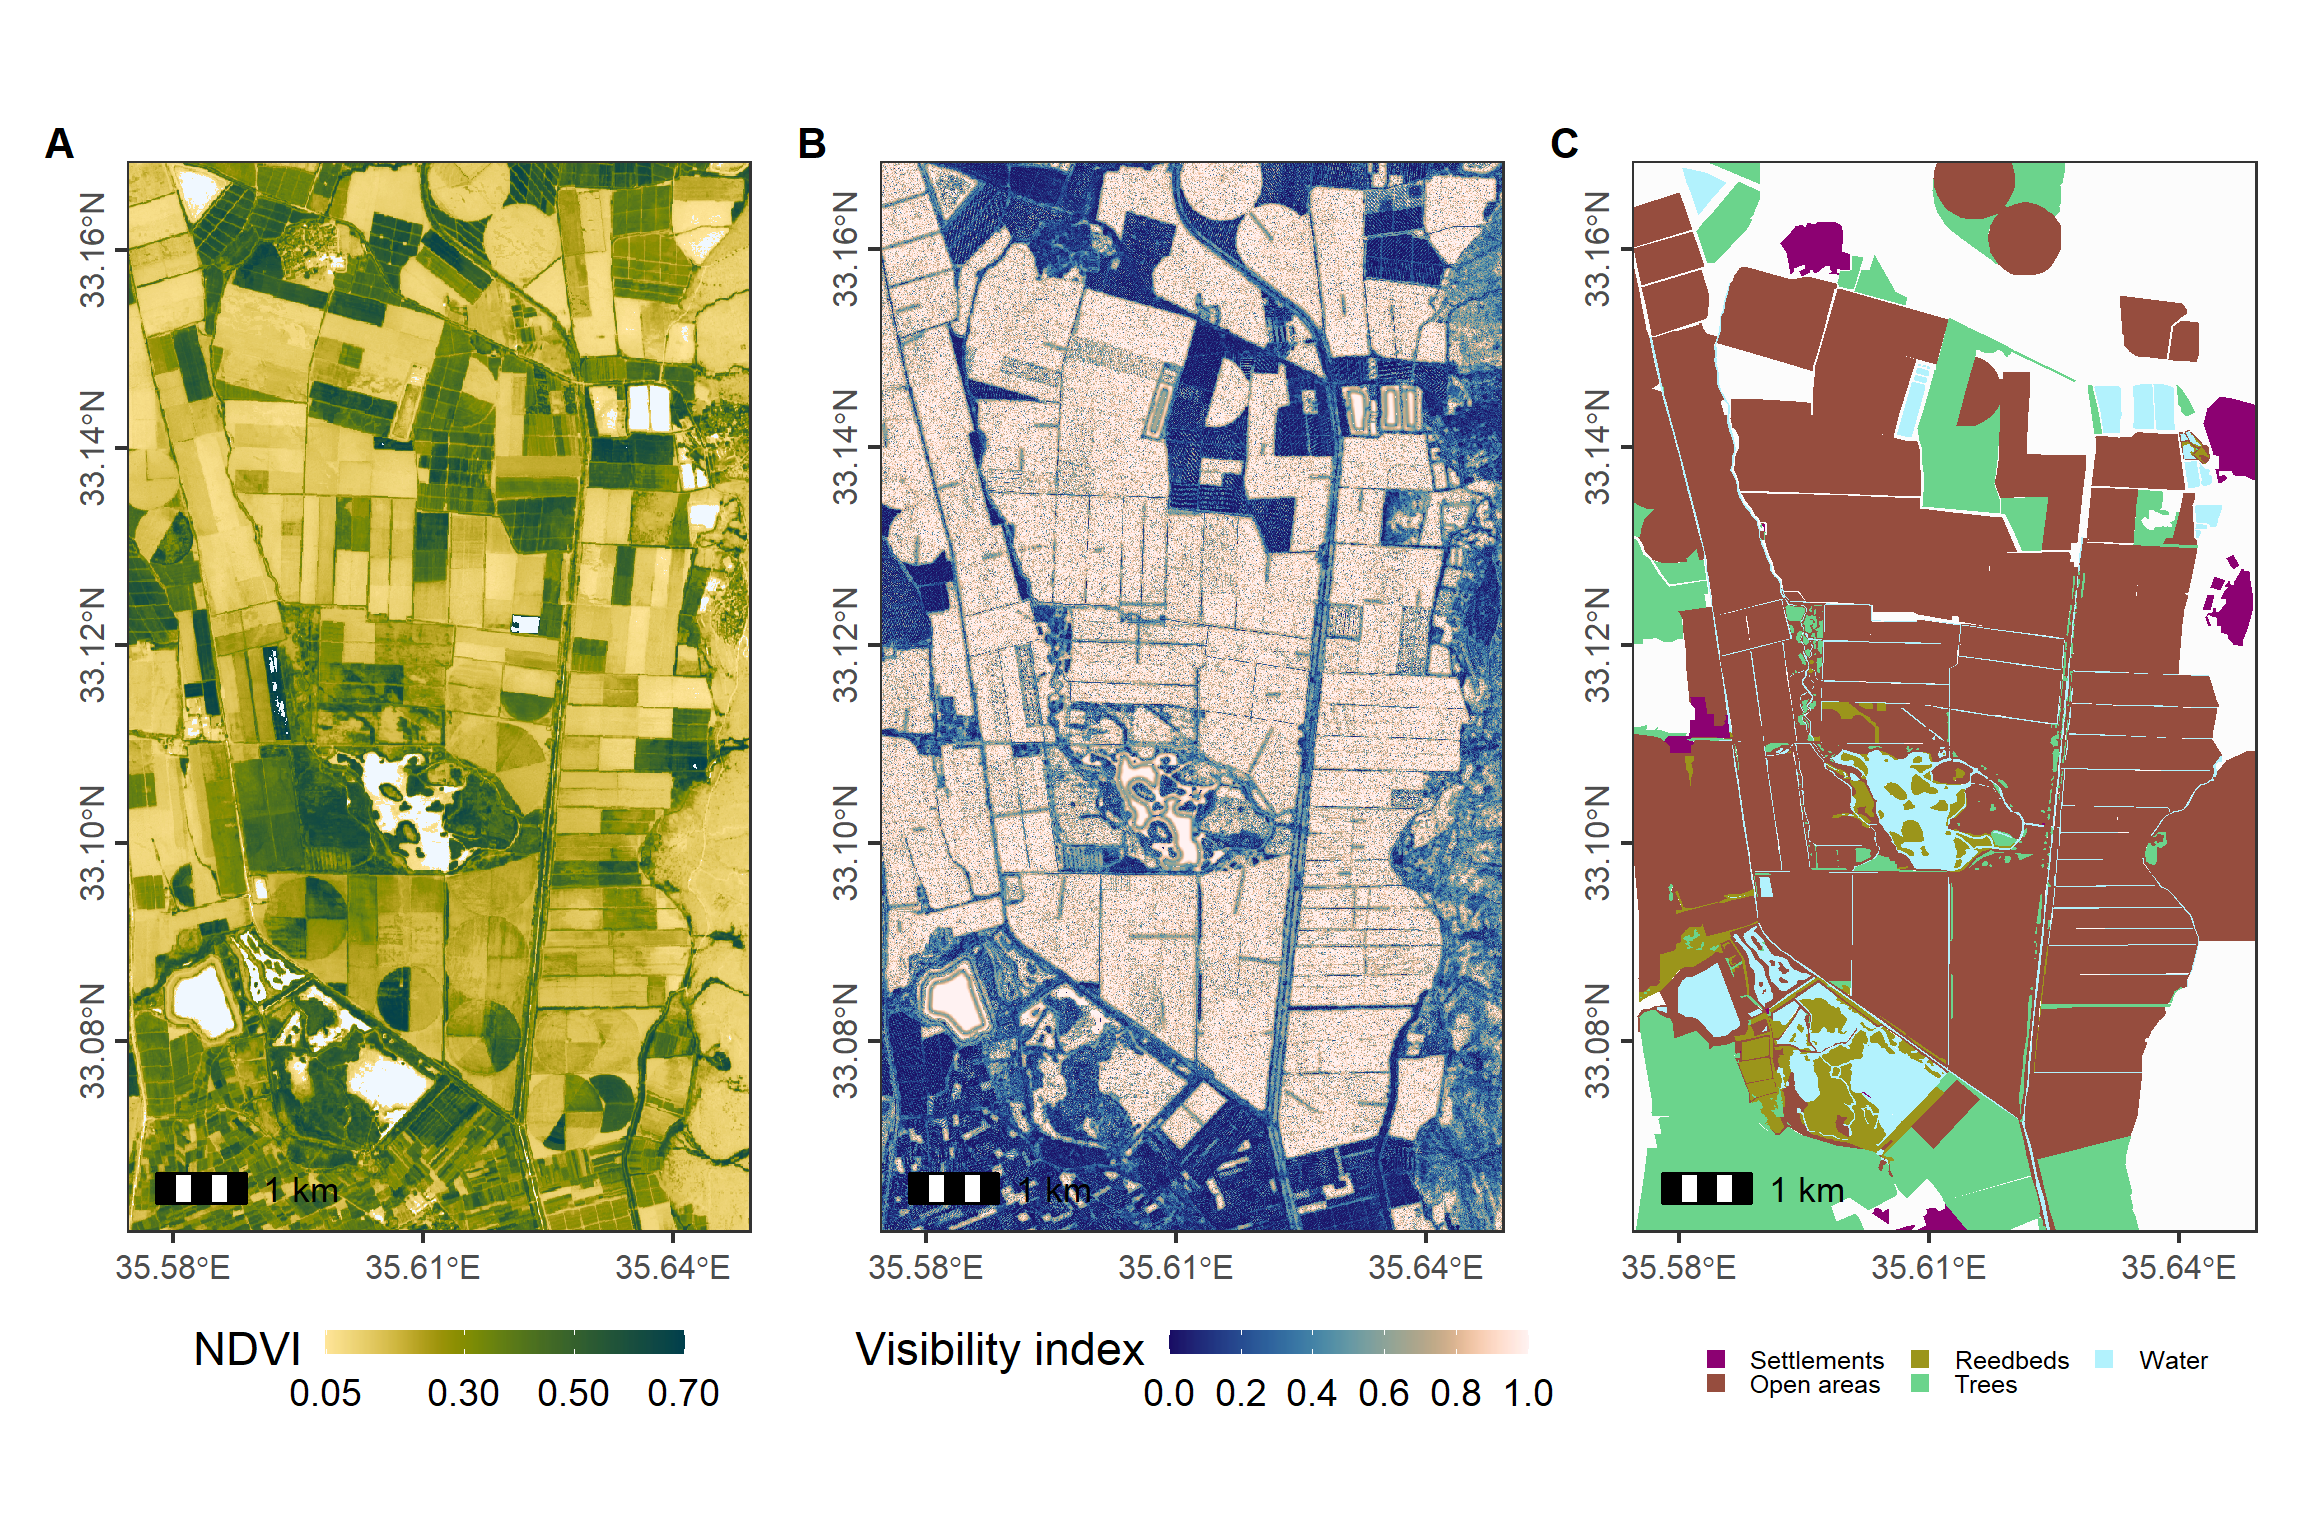 A
B
C
33.16°N
33.14°N
33.12°N
33.10°N
33.08°N
1 km
35.58°E
35.61°E
35.64°E
33.16°N
33.14°N
33.12°N
33.10°N
33.08°N
1 km
35.58°E
35.61°E
35.64°E
33.16°N
33.14°N
33.12°N
33.10°N
33.08°N
1 km
35.58°E
35.61°E
35.64°E
NDVI
0.05 0.30 0.50 0.70
Visibility index
0.0 0.2 0.4 0.6 0.8 1.0
Settlements Reedbeds Water
Open areas Trees